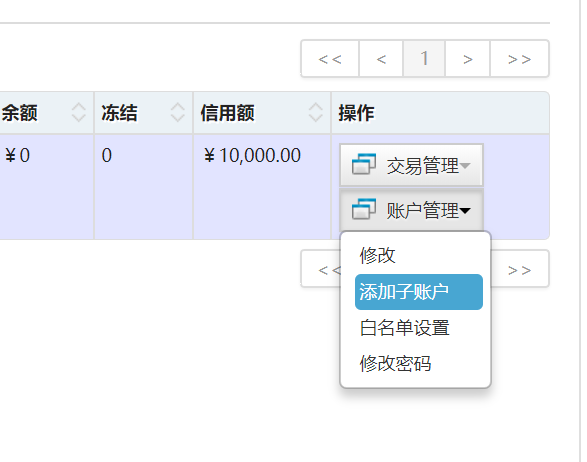 << < 1 > >>
余额 冻结 信用额 操作
￥0 0 ￥10,000.00 交易管理
账户管理
修改
<< >>
添加子账户
白名单设置
修改密码